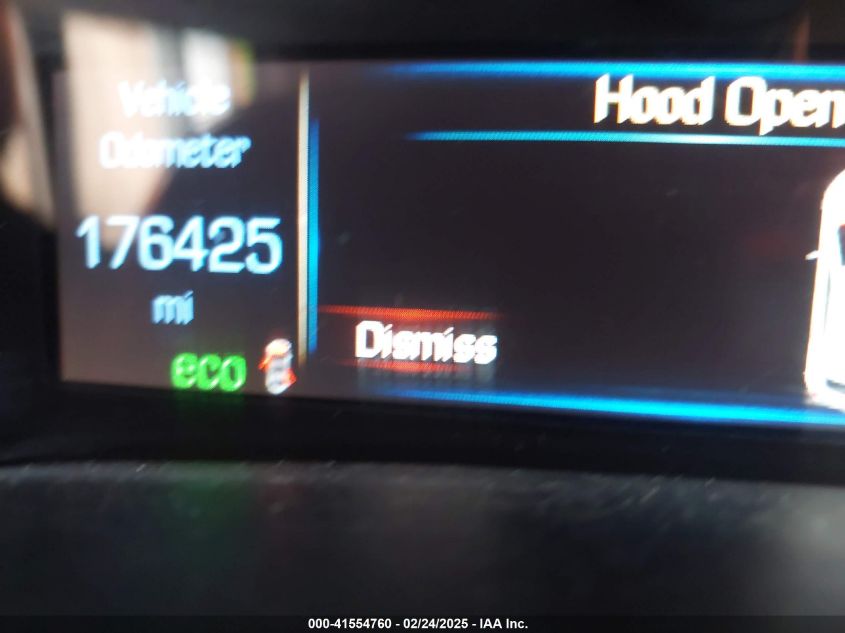 Vehicle
Odometer
176425
mi
eco
Hood Open
Dismiss
000-41554760 - 02/24/2025 - IAA Inc.